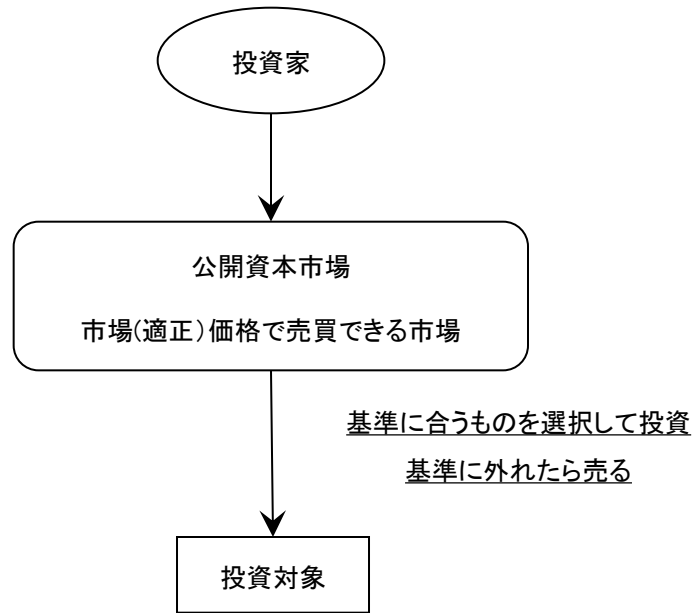 投資家
公開資本市場
市場(適正)価格で売買できる市場
基準に合うものを選択して投資
基準に外れたら売る
投資対象